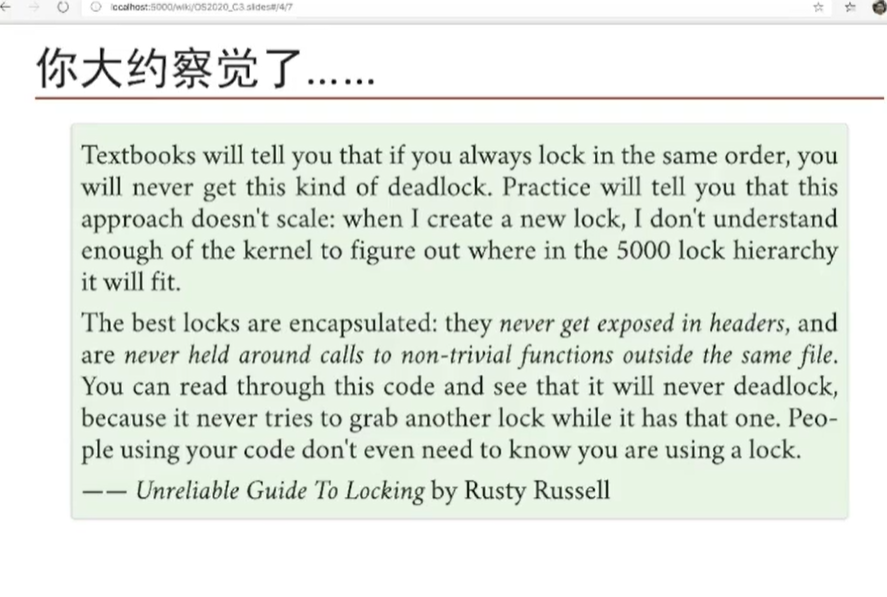 localhost:5000/wiki/OS2020_C3.slides#/4/7
你大约察觉了……
Textbooks will tell you that if you always lock in the same order, you
will never get this kind of deadlock. Practice will tell you that this
approach doesn't scale: when I create a new lock, I don't understand
enough of the kernel to figure out where in the 5000 lock hierarchy
it will fit.
The best locks are encapsulated: they never get exposed in headers, and
are never held around calls to non-trivial functions outside the same file.
You can read through this code and see that it will never deadlock,
because it never tries to grab another lock while it has that one. Peo-
ple using your code don't even need to know you are using a lock.
—— Unreliable Guide To Locking by Rusty Russell